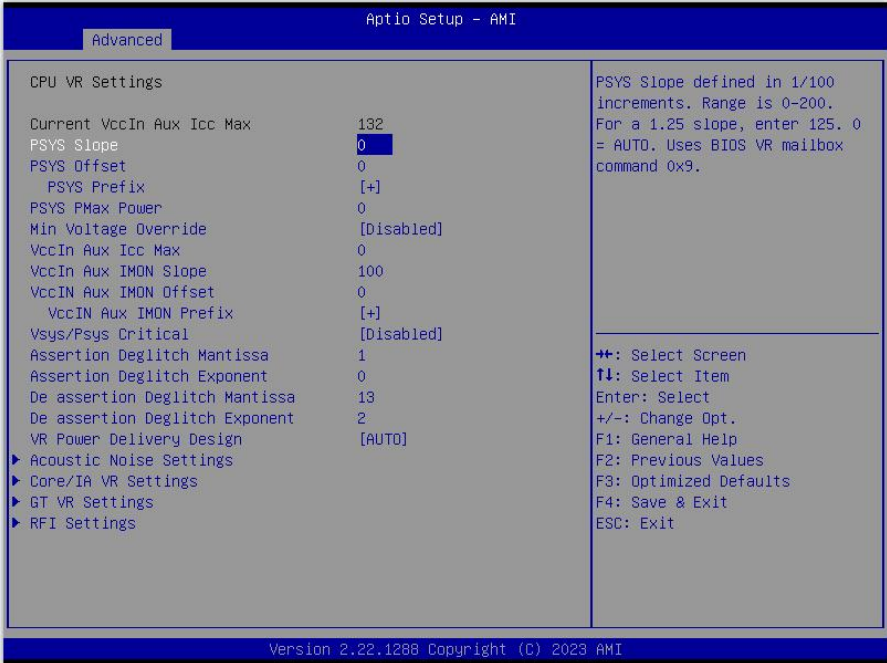 Aptio Setup – AMI
Advanced
CPU VR Settings
Current VccIn Aux Icc Max 132
PSYS Slope 0
PSYS Offset 0
PSYS Prefix [+]
PSYS PMax Power 0
Min Voltage Override [Disabled]
VccIn Aux Icc Max 0
VccIn Aux IMON Slope 100
VccIN Aux IMON Offset 0
VccIN Aux IMON Prefix [+]
Vsys/Psys Critical [Disabled]
Assertion Deglitch Mantissa 1
Assertion Deglitch Exponent 0
De assertion Deglitch Mantissa 13
De assertion Deglitch Exponent 2
VR Power Delivery Design [AUTO]
Acoustic Noise Settings
Core/IA VR Settings
GT VR Settings
RFI Settings
PSYS Slope defined in 1/100
increments. Range is 0-200.
For a 1.25 slope, enter 125. 0
= AUTO. Uses BIOS VR mailbox
command 0x9.
→←: Select Screen
↑↓: Select Item
Enter: Select
+/-: Change Opt.
F1: General Help
F2: Previous Values
F3: Optimized Defaults
F4: Save & Exit
ESC: Exit
Version 2.22.1288 Copyright (C) 2023 AMI